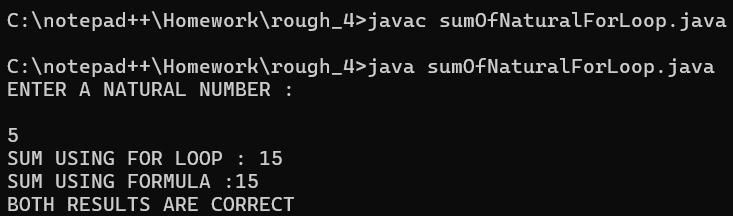 C:\notepad++\Homework\rough_4>javac sumOfNaturalForLoop.java
C:\notepad++\Homework\rough_4>java sumOfNaturalForLoop.java
ENTER A NATURAL NUMBER :
5
SUM USING FOR LOOP : 15
SUM USING FORMULA :15
BOTH RESULTS ARE CORRECT